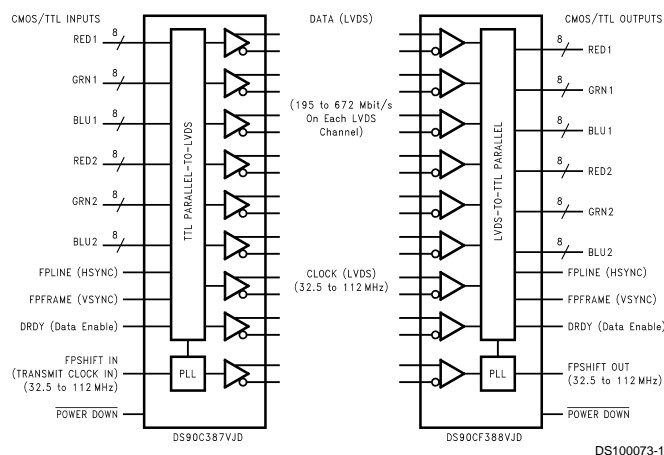 CMOS/TTL INPUTS
DATA (LVDS)
CMOS/TTL OUTPUTS
RED1 8
GRN1 8
BLU1 8
RED2 8
GRN2 8
BLU2 8
FPLINE (HSYNC)
FPFRAME (VSYNC)
DRDY (Data Enable)
FPSHIFT IN
(TRANSMIT CLOCK IN)
(32.5 to 112 MHz)
POWER DOWN
TTL PARALLEL-TO-LVDS
PLL
DS90C387VJD
(195 to 672 Mbit/s
On Each LVDS
Channel)
CLOCK (LVDS)
(32.5 to 112 MHz)
LVDS-TO-TTL PARALLEL
PLL
DS90CF388VJD
8 RED1
8 GRN1
8 BLU1
8 RED2
8 GRN2
8 BLU2
FPLINE (HSYNC)
FPFRAME (VSYNC)
DRDY (Data Enable)
FPSHIFT OUT
(32.5 to 112 MHz)
POWER DOWN
DS100073-1